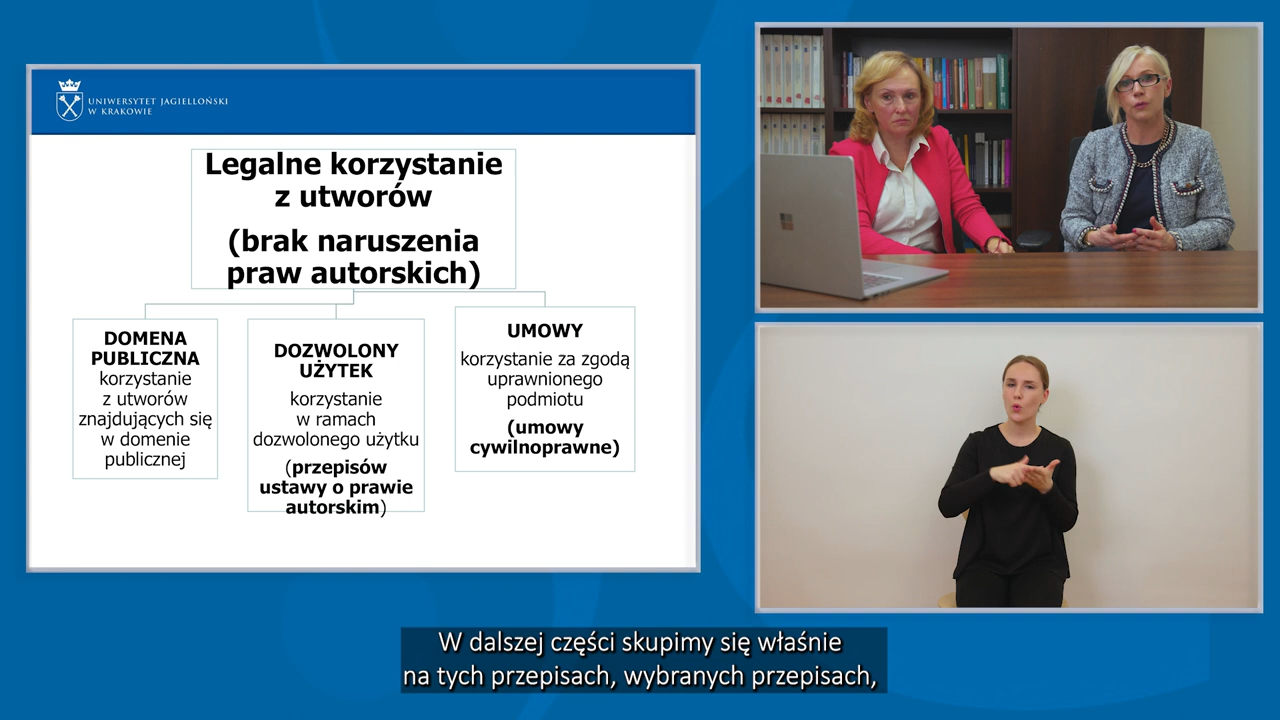 UNIWERSYTET JAGIELLOŃSKI
W KRAKOWIE
Legalne korzystanie
z utworów
(brak naruszenia
praw autorskich)
DOMENA
PUBLICZNA
korzystanie
z utworów
znajdujących się
w domenie
publicznej
DOZWOLONY
UŻYTEK
korzystanie
w ramach
dozwolonego użytku
(przepisów
ustawy o prawie
autorskim)
UMOWY
korzystanie za zgodą
uprawnionego
podmiotu
(umowy
cywilnoprawne)
W dalszej części skupimy się właśnie
na tych przepisach, wybranych przepisach,